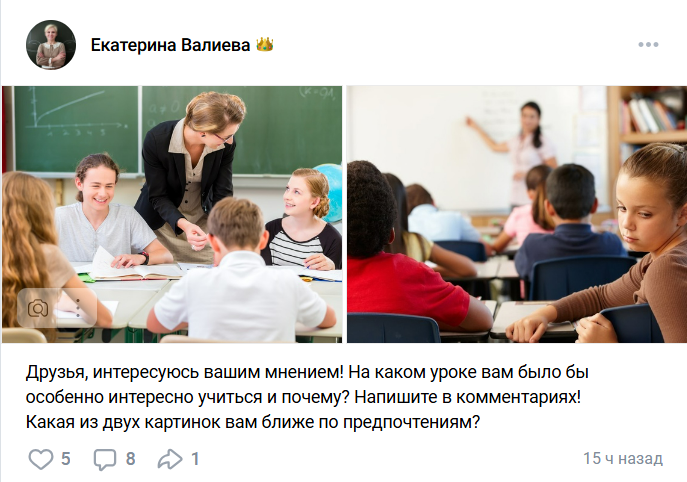 Екатерина Валиева 👑
Друзья, интересуюсь вашим мнением! На каком уроке вам было бы
особенно интересно учиться и почему? Напишите в комментариях!
Какая из двух картинок вам ближе по предпочтениям?
5 8 1 15 ч назад